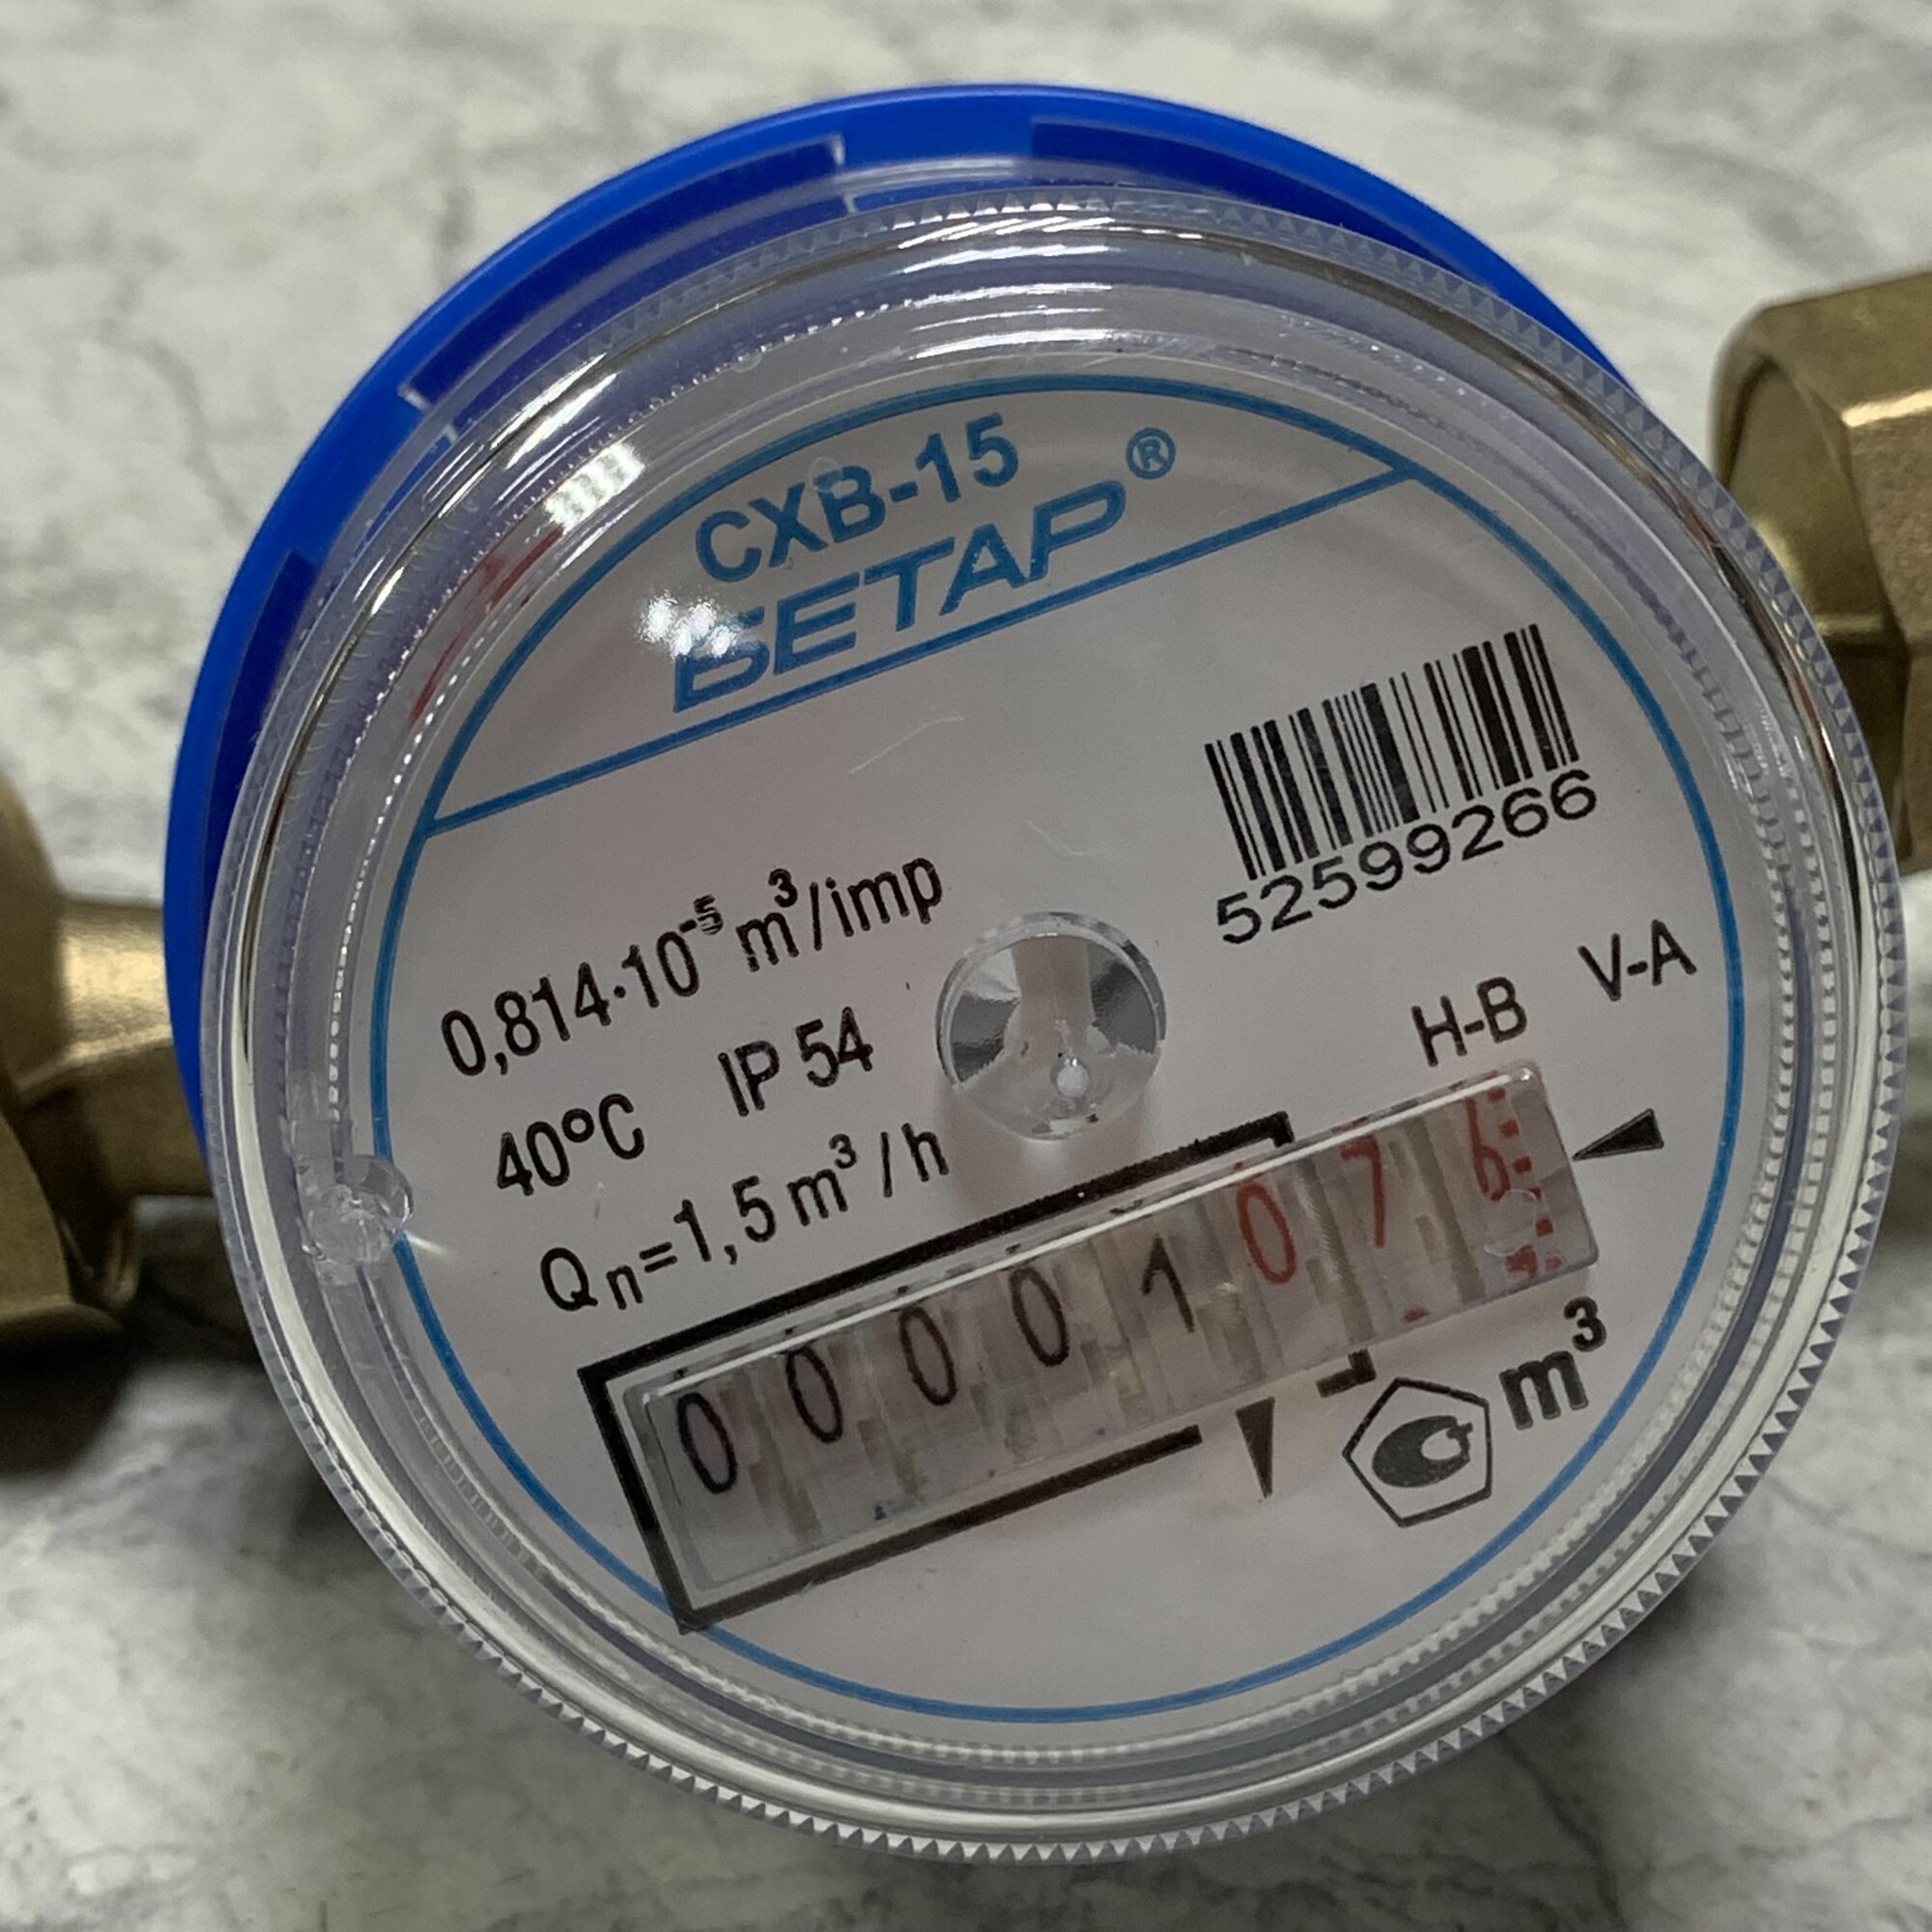 СХВ-15
БЕТАР®
52599266
0,814·10⁻⁵ m³/imp
40°C IP 54
H-B V-A
Qn=1,5 m³/h
00001076
m³